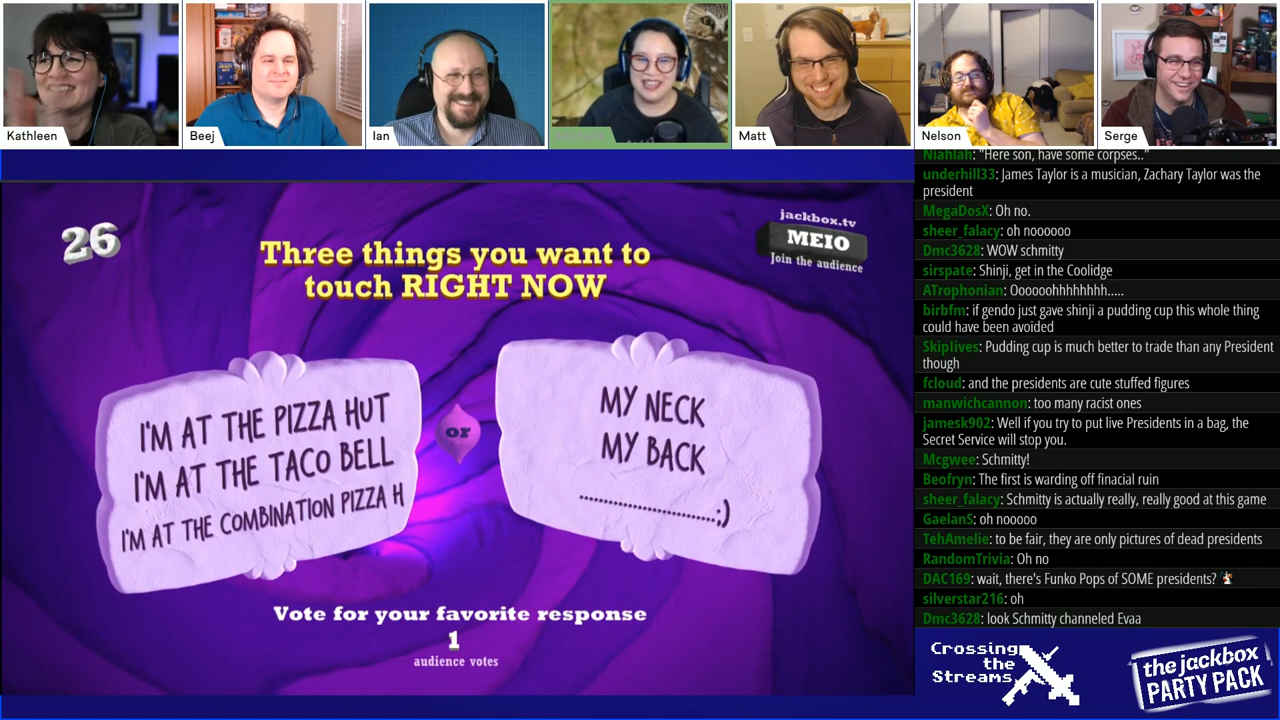 Kathleen
Beej
Ian
Matt
Nelson
Serge
26
Three things you want to
touch RIGHT NOW
jackbox.tv
MEIO
Join the audience
I'M AT THE PIZZA HUT
I'M AT THE TACO BELL
I'M AT THE COMBINATION PIZZA H
or
MY NECK
MY BACK
........................;)
Vote for your favorite response
1
audience votes
Niahlah: "Here son, have some corpses.."
underhill33: James Taylor is a musician, Zachary Taylor was the
president
MegaDosX: Oh no.
sheer_falacy: oh noooooo
Dmc3628: WOW schmitty
sirspate: Shinji, get in the Coolidge
ATrophonian: Oooooohhhhhhhh.....
birbfm: if gendo just gave shinji a pudding cup this whole thing
could have been avoided
Skiplives: Pudding cup is much better to trade than any President
though
fcloud: and the presidents are cute stuffed figures
manwichcannon: too many racist ones
jamesk902: Well if you try to put live Presidents in a bag, the
Secret Service will stop you.
Mcgwee: Schmitty!
Beofryn: The first is warding off finacial ruin
sheer_falacy: Schmitty is actually really, really good at this game
GaelanS: oh nooooo
TehAmelie: to be fair, they are only pictures of dead presidents
RandomTrivia: Oh no
DAC169: wait, there's Funko Pops of SOME presidents?
silverstar216: oh
Dmc3628: look Schmitty channeled Evaa
Crossing
the
Streams
the jackbox
PARTY PACK